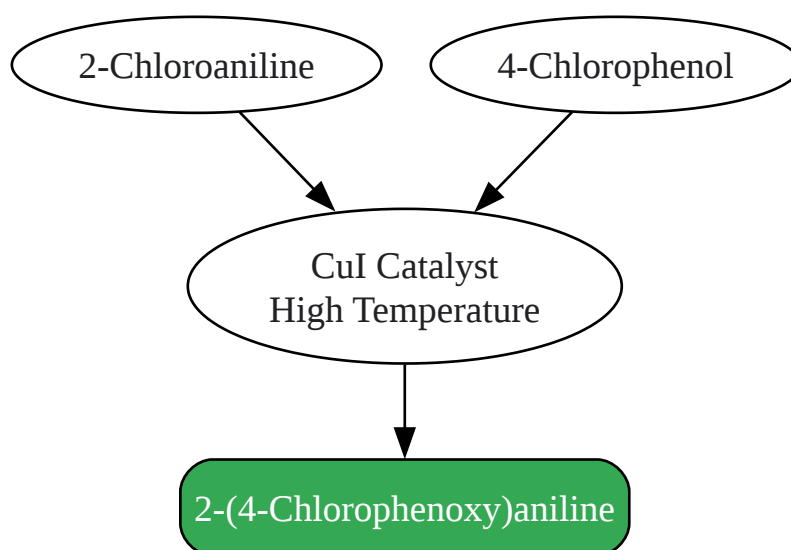 2-Chloroaniline
4-Chlorophenol
CuI Catalyst
High Temperature
2-(4-Chlorophenoxy)aniline